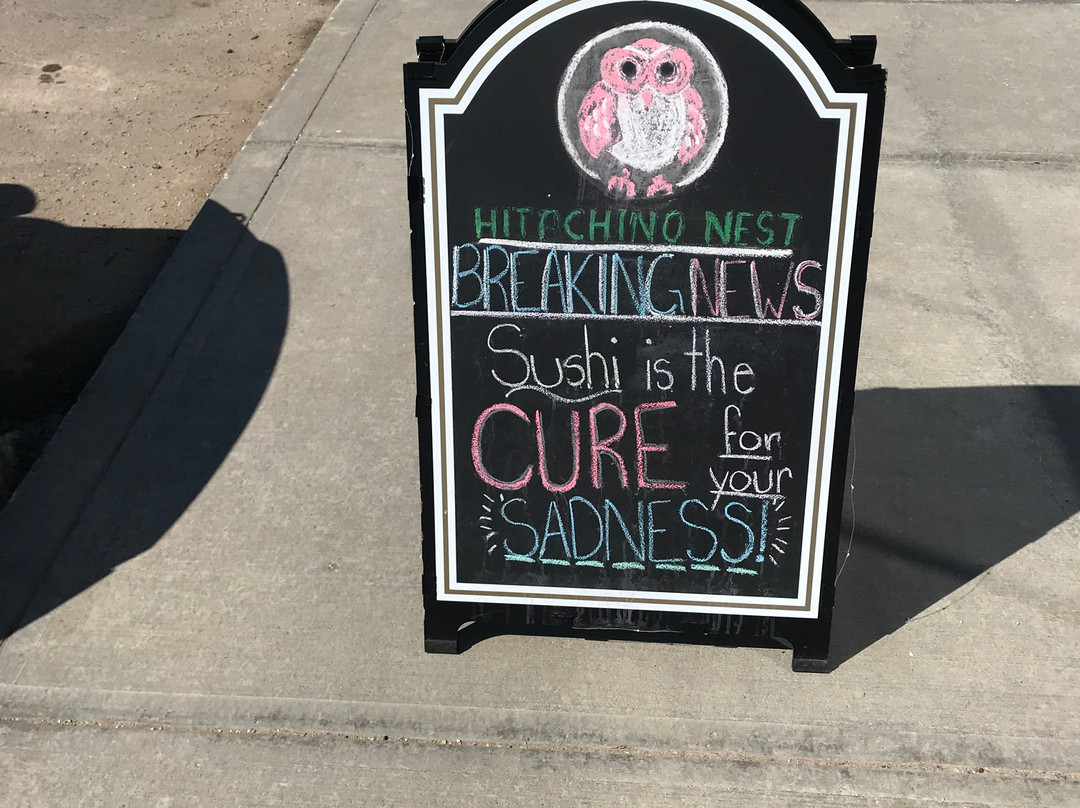 HITACHINO NEST
BREAKING NEWS
Sushi is the
CURE for
your
SADNESS!